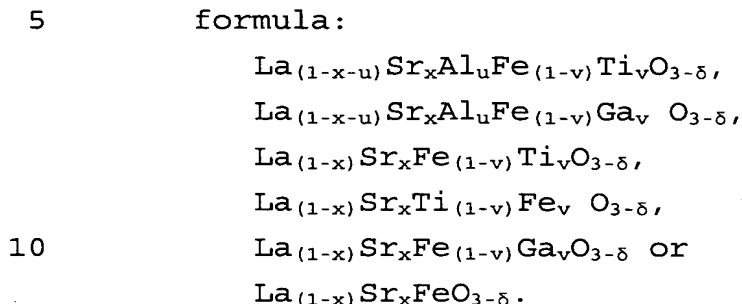 5 formula:
La₍₁₋ₓ₋ᵤ₎SrₓAlᵤFe₍₁₋ᵥ₎TiᵥO₃₋δ,
La₍₁₋ₓ₋ᵤ₎SrₓAlᵤFe₍₁₋ᵥ₎Gaᵥ O₃₋δ,
La₍₁₋ₓ₎SrₓFe₍₁₋ᵥ₎TiᵥO₃₋δ,
La₍₁₋ₓ₎SrₓTi₍₁₋ᵥ₎Feᵥ O₃₋δ,
10 La₍₁₋ₓ₎SrₓFe₍₁₋ᵥ₎GaᵥO₃₋δ or
La₍₁₋ₓ₎SrₓFeO₃₋δ.